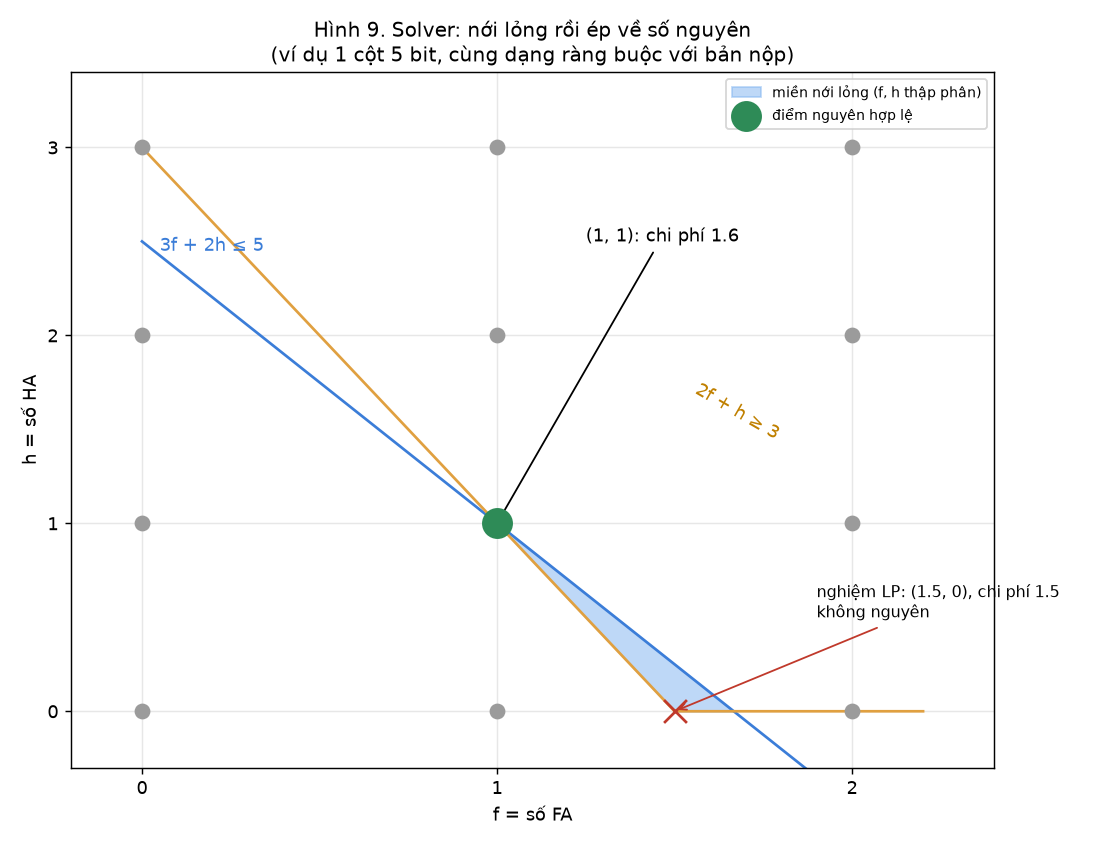 Hình 9. Solver: nới lỏng rồi ép về số nguyên
(ví dụ 1 cột 5 bit, cùng dạng ràng buộc với bản nộp)
miền nới lỏng (f, h thập phân)
điểm nguyên hợp lệ
3
3f + 2h ≤ 5
(1, 1): chi phí 1.6
2
2f + h ≥ 3
h = số HA
1
nghiệm LP: (1.5, 0), chi phí 1.5
không nguyên
0
0 1 2
f = số FA